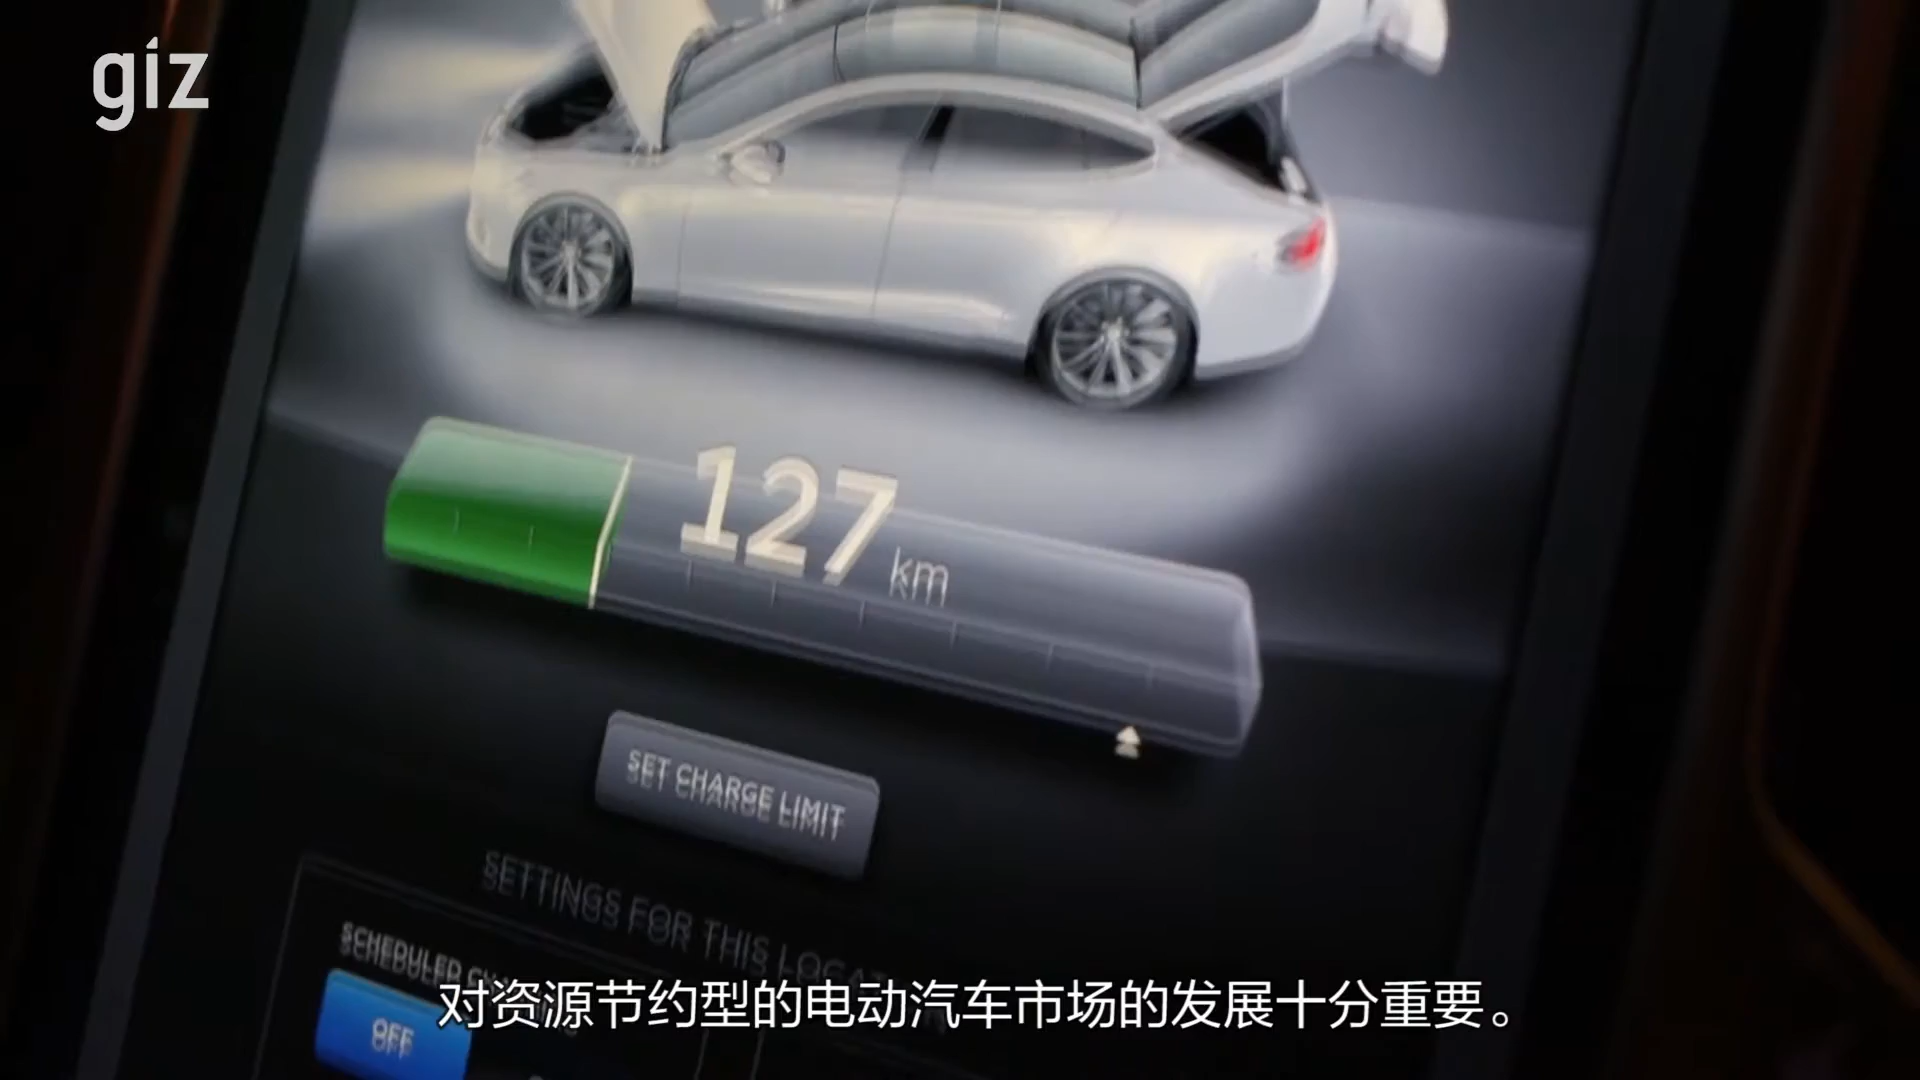 giz
127 km
SET CHARGE LIMIT
SETTINGS FOR THIS
SCHEDULED
OFF
对资源节约型的电动汽车市场的发展十分重要。